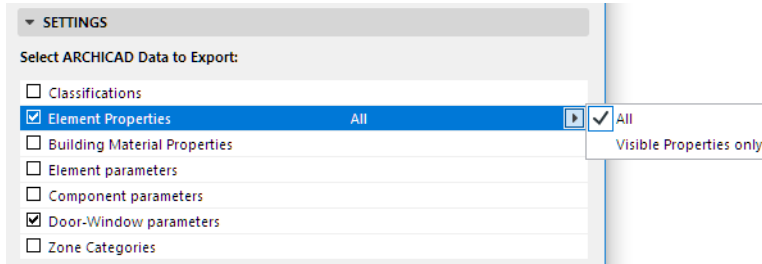 SETTINGS
Select ARCHICAD Data to Export:
Classifications
Element Properties All
All
Building Material Properties
Visible Properties only
Element parameters
Component parameters
Door-Window parameters
Zone Categories